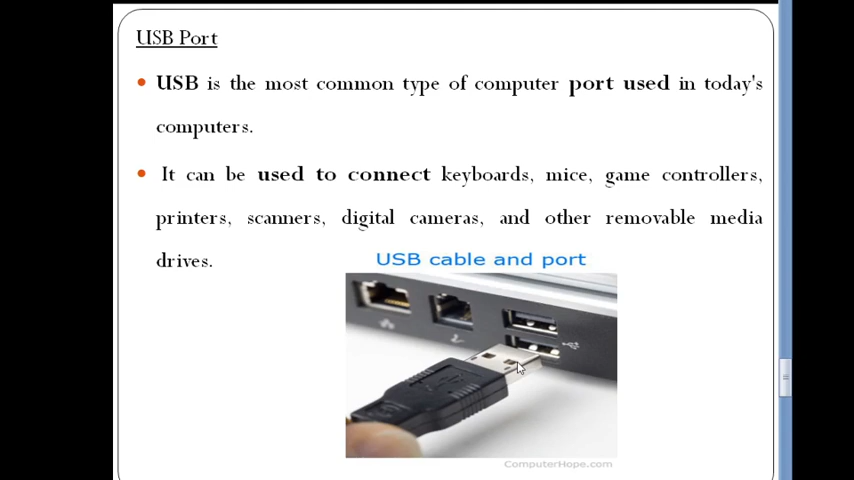 USB Port
• USB is the most common type of computer port used in today's
computers.
• It can be used to connect keyboards, mice, game controllers,
printers, scanners, digital cameras, and other removable media
drives.
USB cable and port
ComputerHope.com